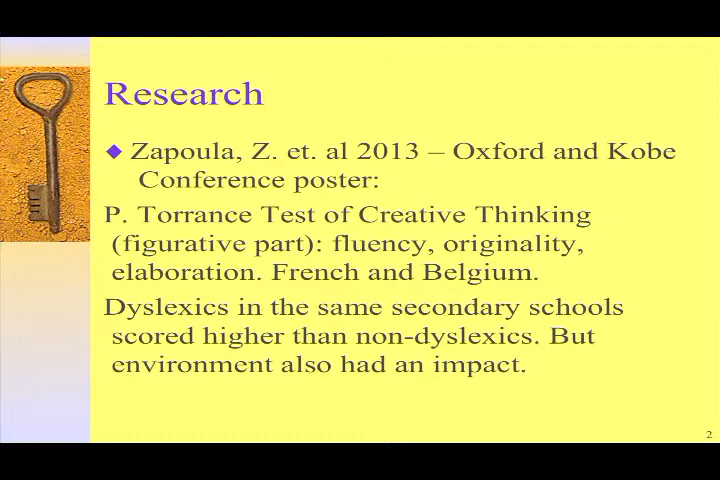 Research
Zapoula, Z. et. al 2013 – Oxford and Kobe
Conference poster:
P. Torrance Test of Creative Thinking
(figurative part): fluency, originality,
elaboration. French and Belgium.
Dyslexics in the same secondary schools
scored higher than non-dyslexics. But
environment also had an impact.
2